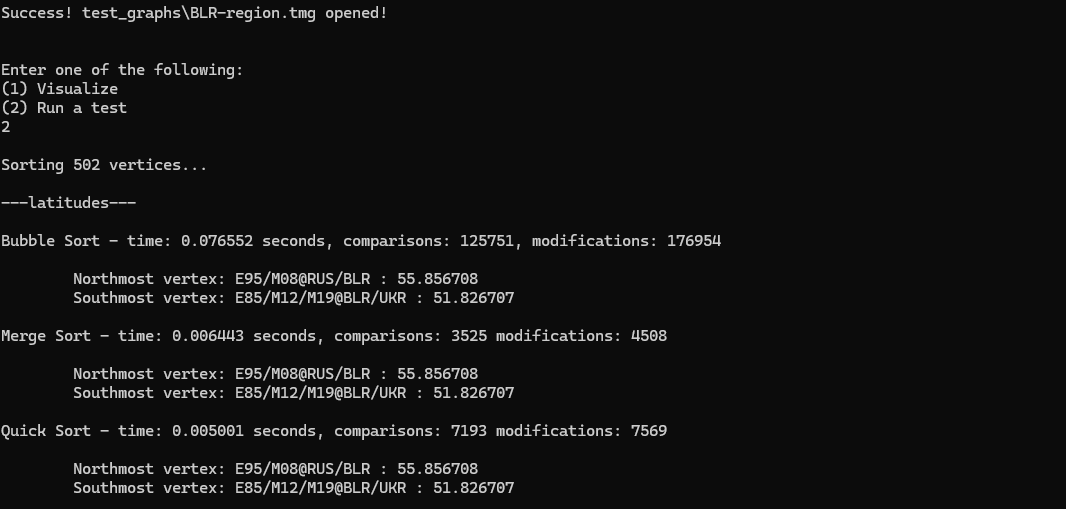 Success! test_graphs\BLR-region.tmg opened!
Enter one of the following:
(1) Visualize
(2) Run a test
2
Sorting 502 vertices...
---latitudes---
Bubble Sort - time: 0.076552 seconds, comparisons: 125751, modifications: 176954
Northmost vertex: E95/M08@RUS/BLR : 55.856708
Southmost vertex: E85/M12/M19@BLR/UKR : 51.826707
Merge Sort - time: 0.006443 seconds, comparisons: 3525 modifications: 4508
Northmost vertex: E95/M08@RUS/BLR : 55.856708
Southmost vertex: E85/M12/M19@BLR/UKR : 51.826707
Quick Sort - time: 0.005001 seconds, comparisons: 7193 modifications: 7569
Northmost vertex: E95/M08@RUS/BLR : 55.856708
Southmost vertex: E85/M12/M19@BLR/UKR : 51.826707